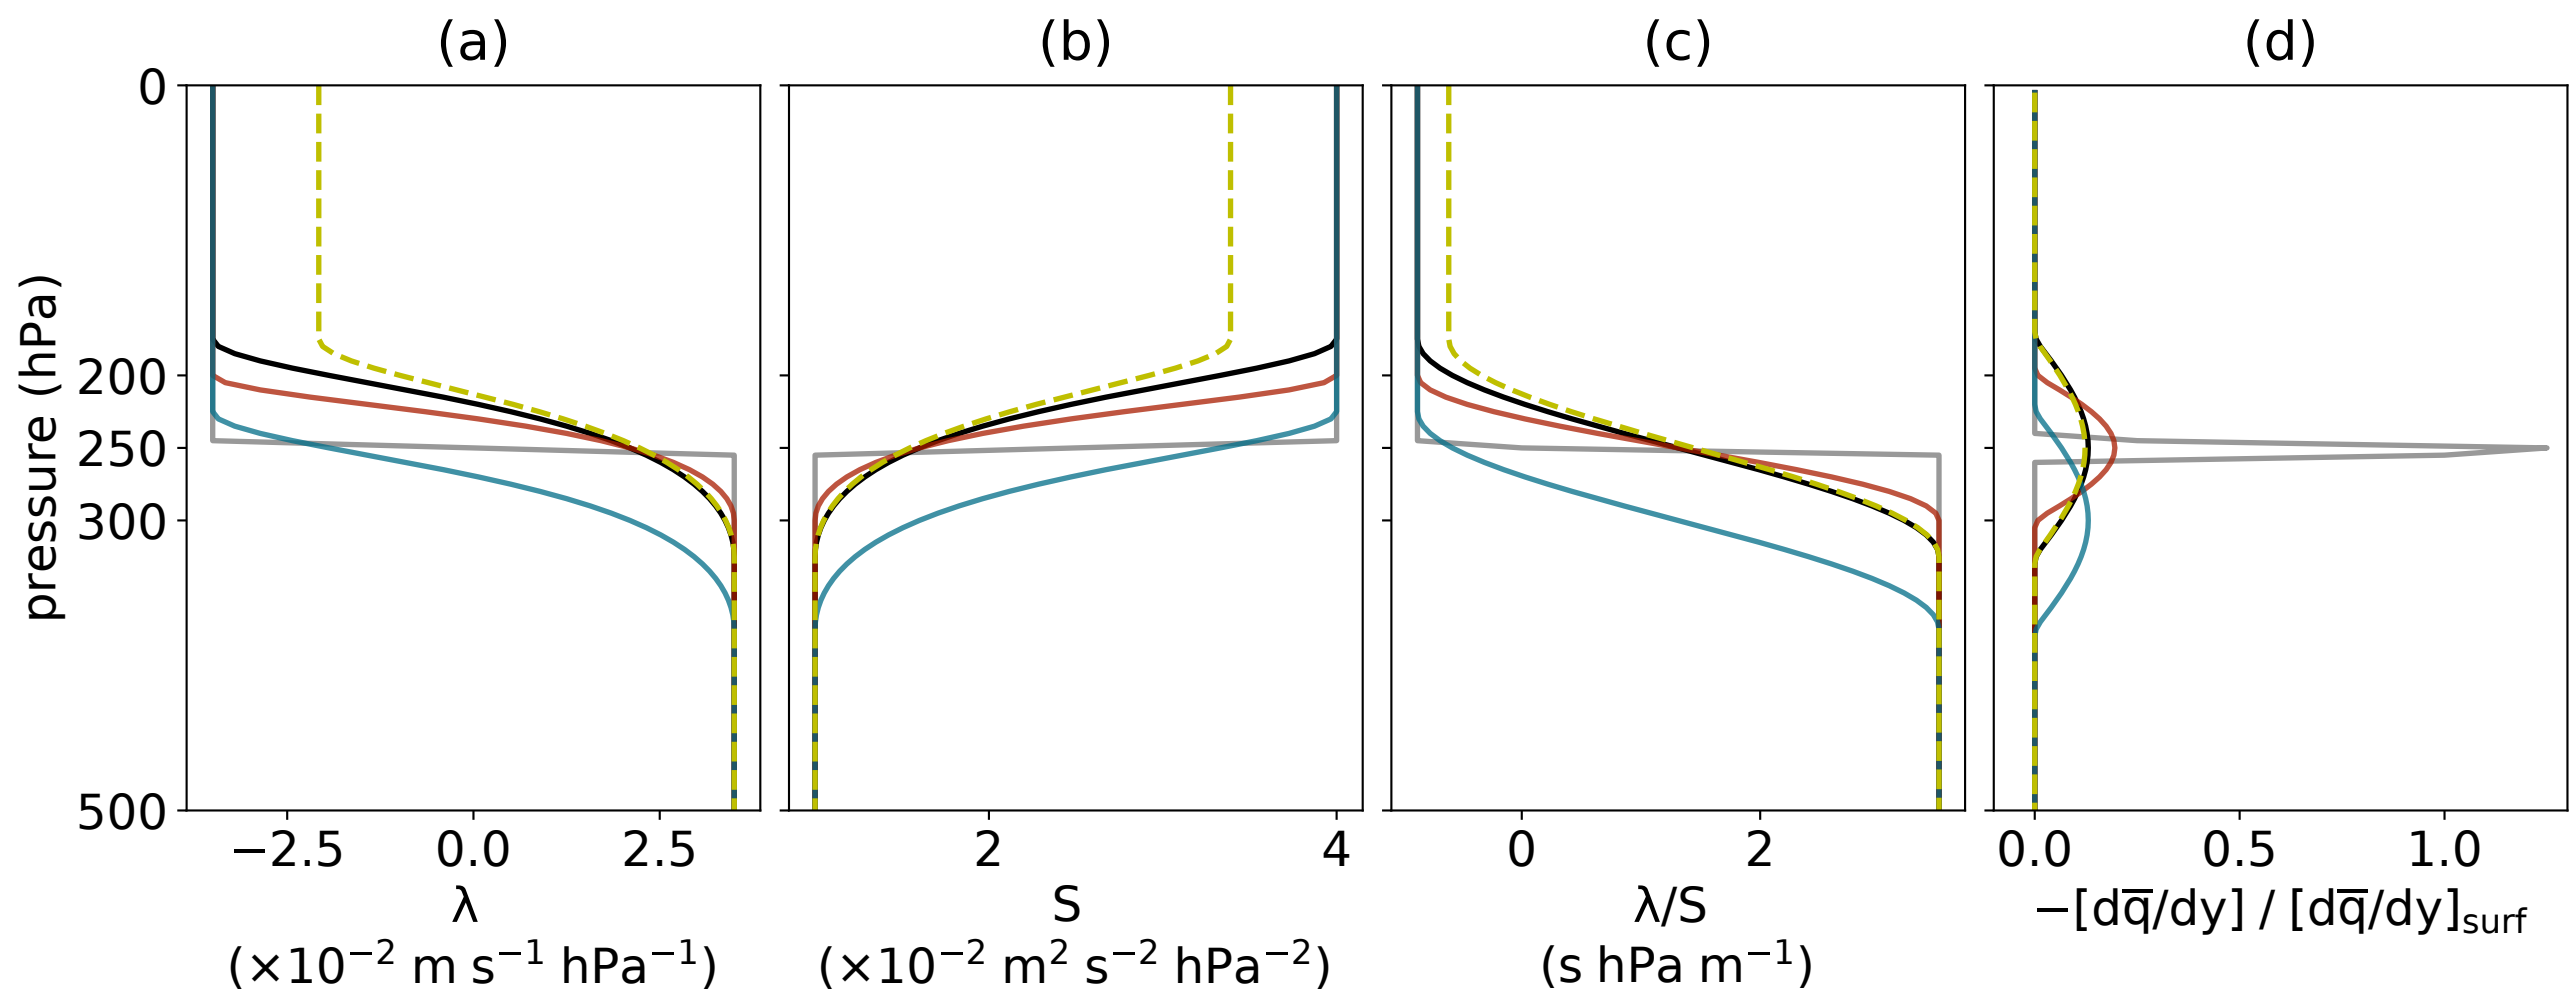 (a) (b) (c) (d)
pressure (hPa)
0
200
250
300
500
−2.5 0.0 2.5
2 4
0 2
0.0 0.5 1.0
λ
(×10⁻² m s⁻¹ hPa⁻¹)
S
(×10⁻² m² s⁻² hPa⁻²)
λ/S
(s hPa m⁻¹)
−[dq̅/dy] / [dq̅/dy]surf